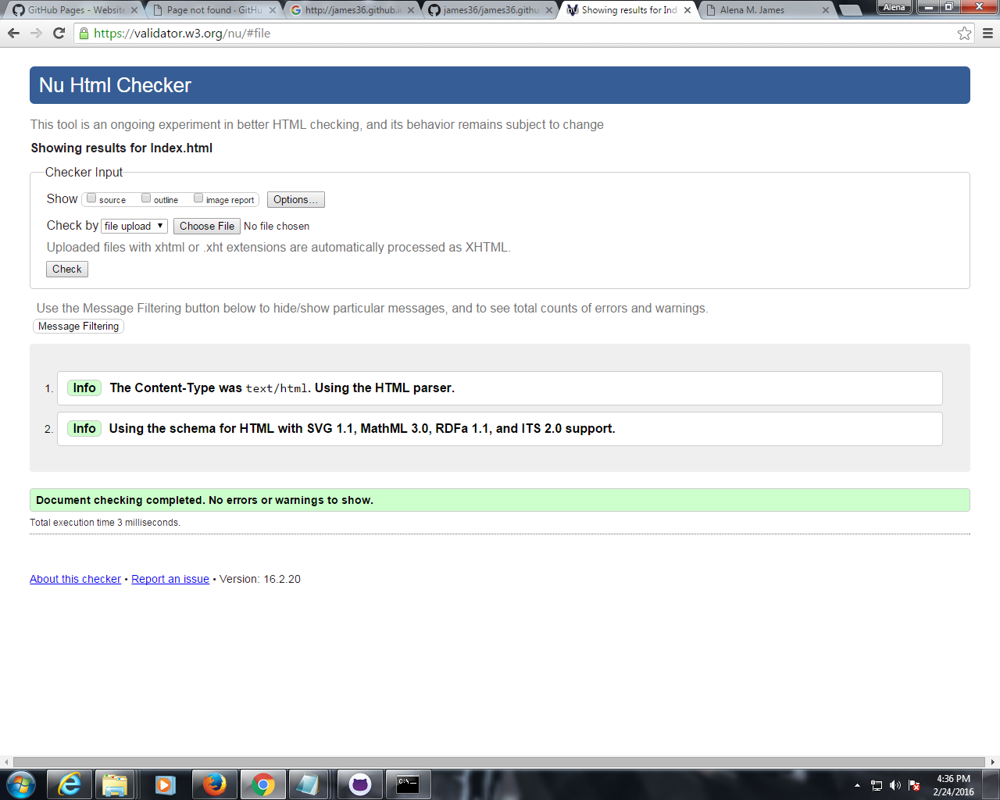 GitHub Pages - Website
Page not found · GitHu
http://james36.github.i
james36/james36.githu
Showing results for Ind
Alena M. James
Alena
https://validator.w3.org/nu/#file
Nu Html Checker
This tool is an ongoing experiment in better HTML checking, and its behavior remains subject to change
Showing results for Index.html
Checker Input
Show source outline image report Options...
Check by file upload Choose File No file chosen
Uploaded files with xhtml or .xht extensions are automatically processed as XHTML.
Check
Use the Message Filtering button below to hide/show particular messages, and to see total counts of errors and warnings.
Message Filtering
1. Info The Content-Type was text/html. Using the HTML parser.
2. Info Using the schema for HTML with SVG 1.1, MathML 3.0, RDFa 1.1, and ITS 2.0 support.
Document checking completed. No errors or warnings to show.
Total execution time 3 milliseconds.
About this checker • Report an issue • Version: 16.2.20
C:\.
4:36 PM
2/24/2016